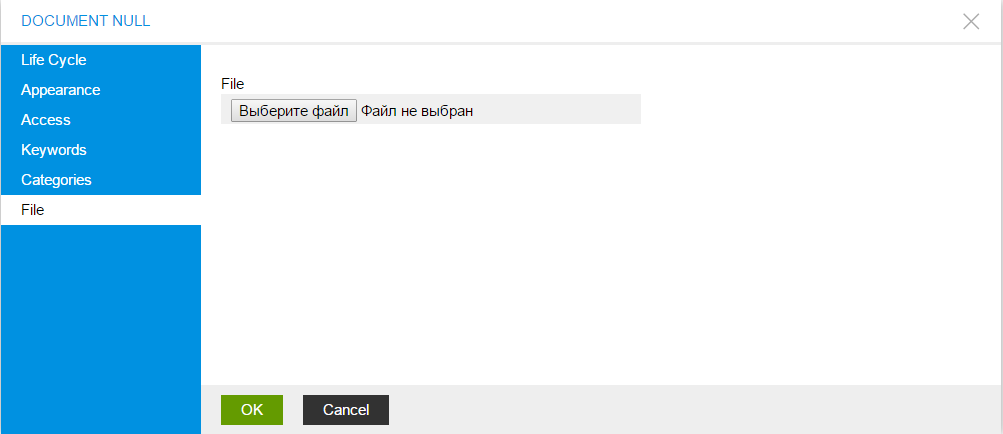 DOCUMENT NULL
Life Cycle
Appearance
Access
Keywords
Categories
File
File
Выберите файл Файл не выбран
OK Cancel